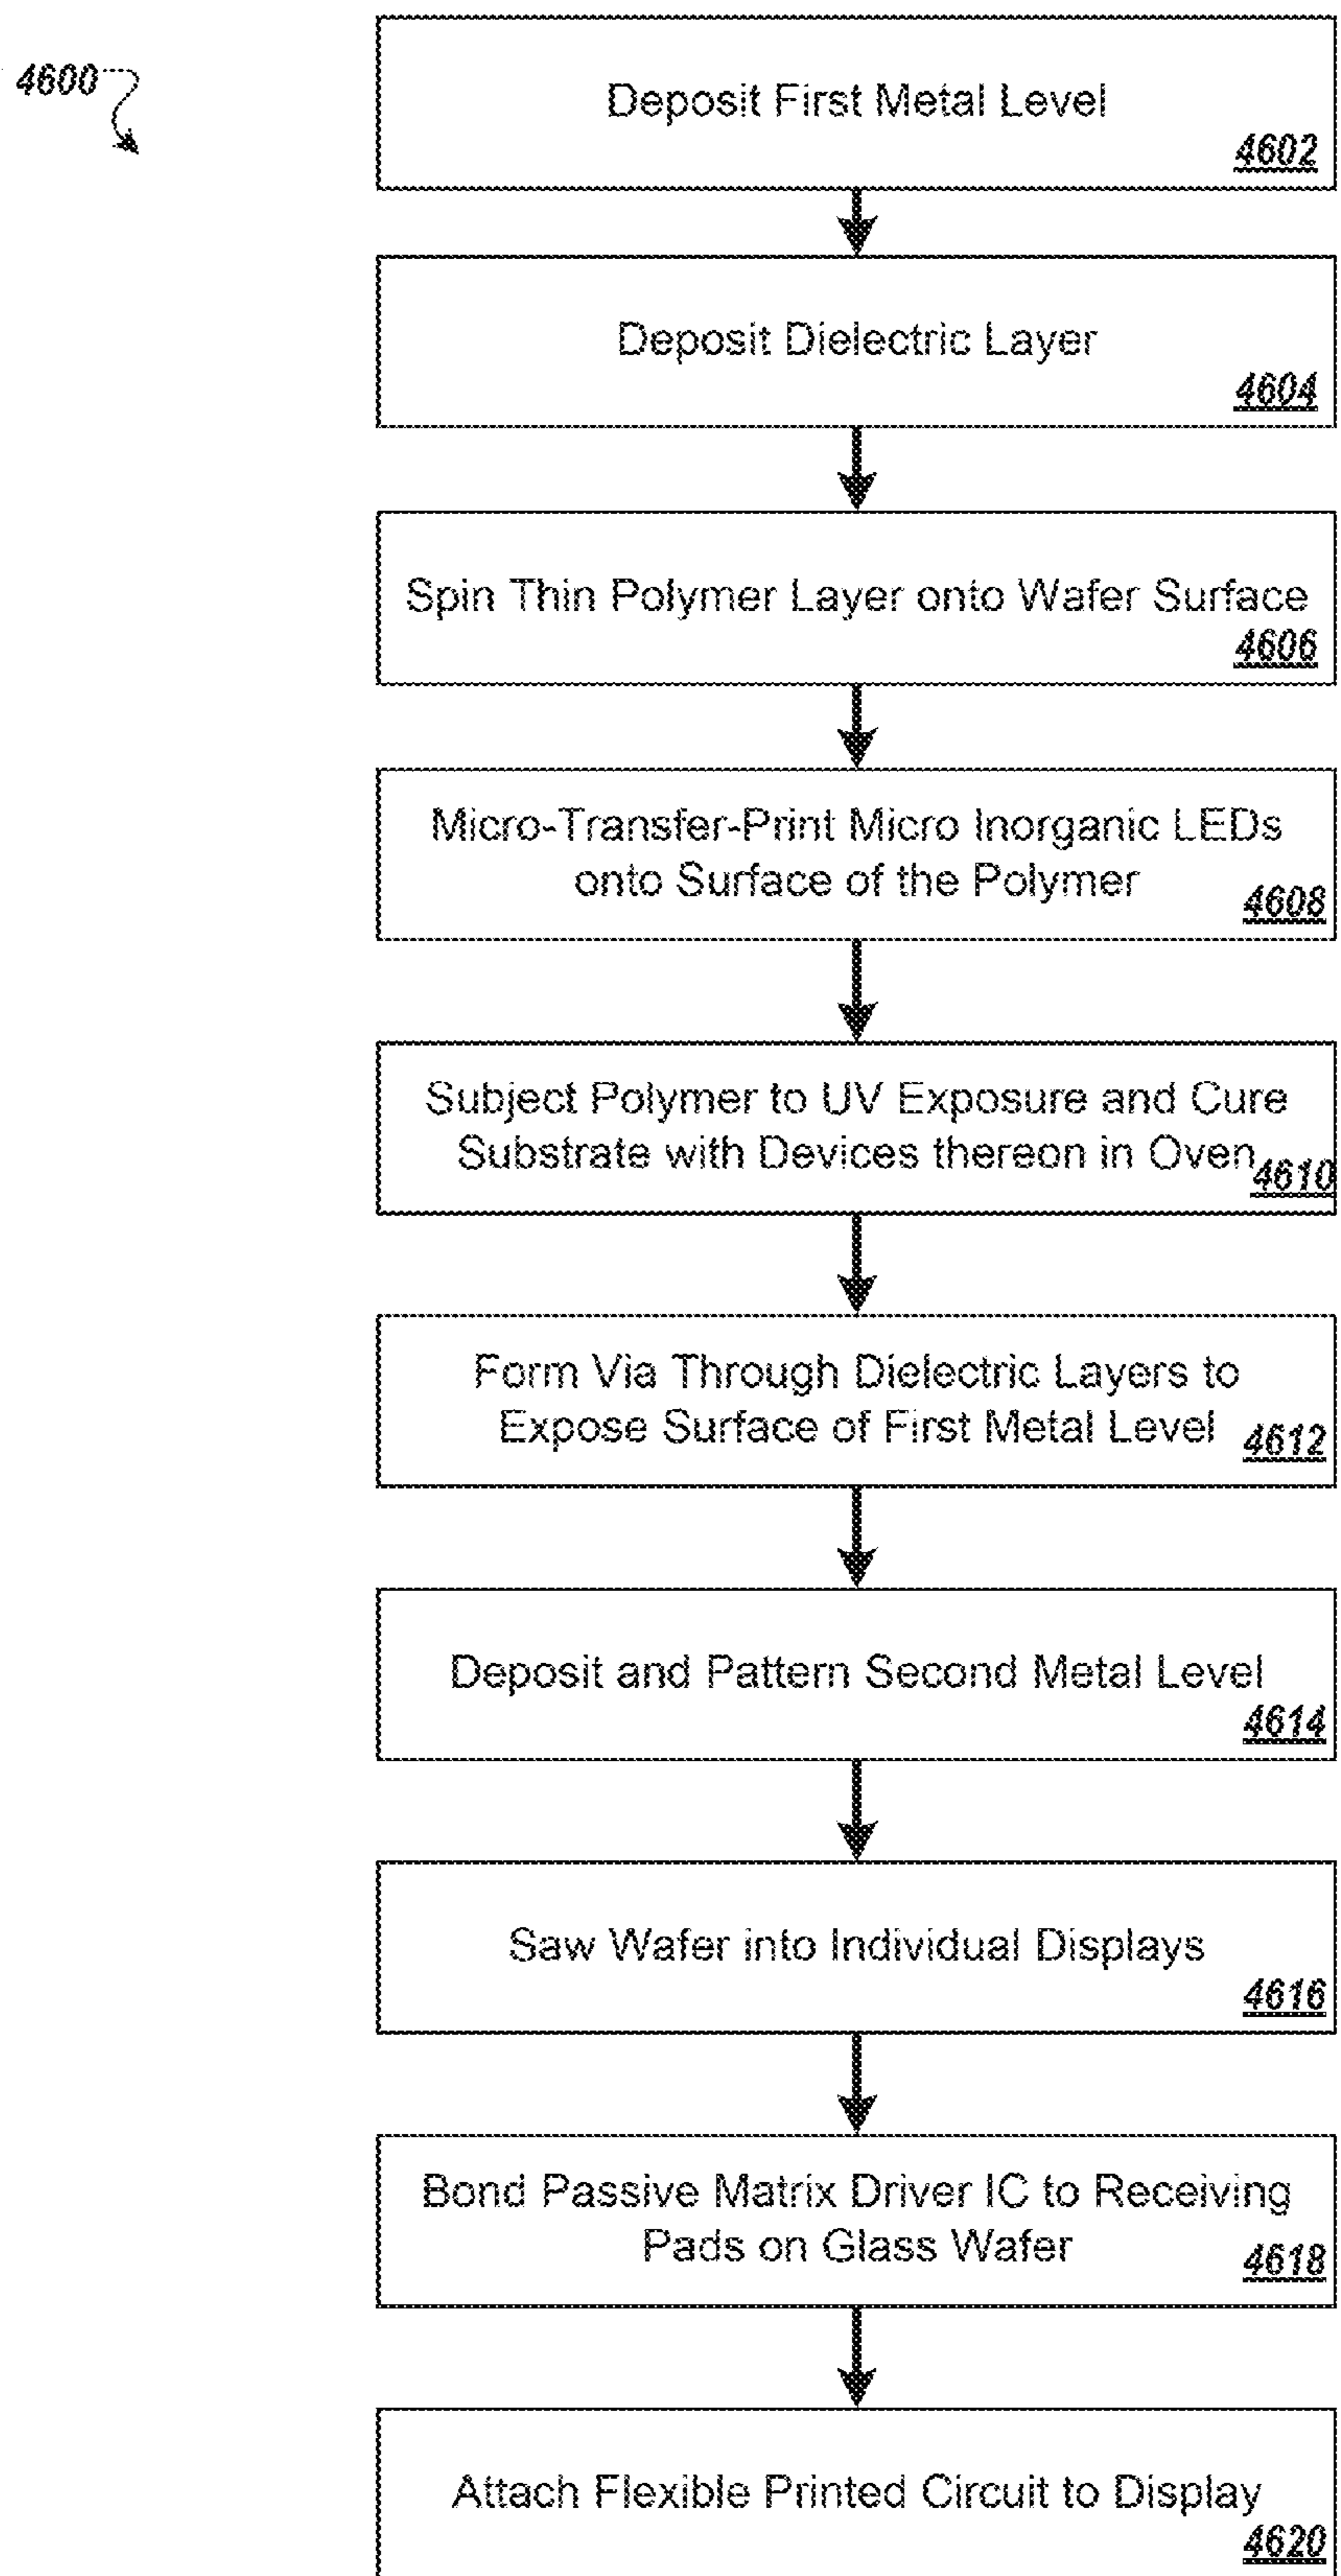 4600
Deposit First Metal Level
4602
Deposit Dielectric Layer
4604
Spin Thin Polymer Layer onto Wafer Surface
4606
Micro-Transfer-Print Micro Inorganic LEDs
onto Surface of the Polymer
4608
Subject Polymer to UV Exposure and Cure
Substrate with Devices thereon in Oven
4610
Form Via Through Dielectric Layers to
Expose Surface of First Metal Level
4612
Deposit and Pattern Second Metal Level
4614
Saw Wafer into Individual Displays
4616
Bond Passive Matrix Driver IC to Receiving
Pads on Glass Wafer
4618
Attach Flexible Printed Circuit to Display
4620